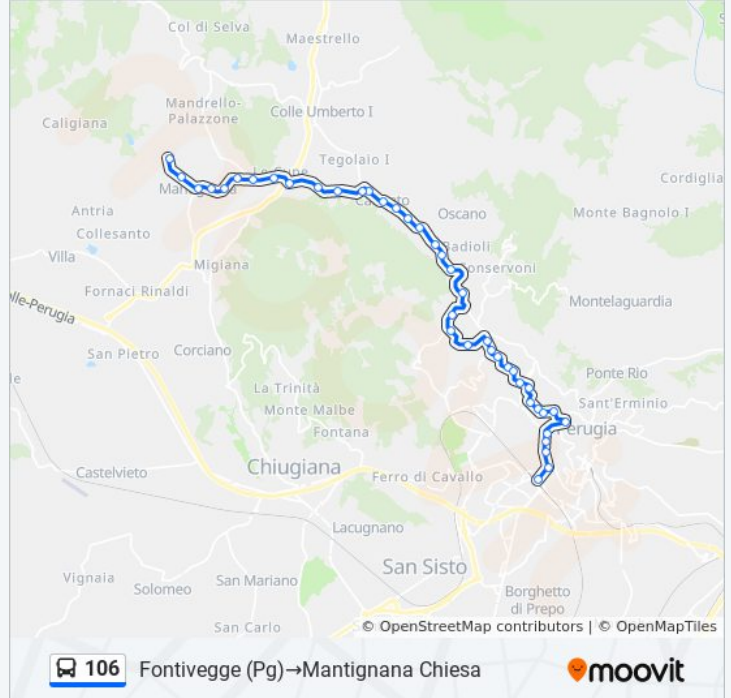 Col di Selva
Maestrello
Mandrello-
Palazzone
Colle Umberto I
Caligiana
Tegolaio I
Cordiglia
Antria
Collesanto
Oscano
Monte Bagnolo I
Villa
Migiana
Fornaci Rinaldi
lle-Perugia
Montelaguardia
San Pietro
Corciano
La Trinità
Monte Malbe
Fontana
Ponte Rio
Sant'Erminio
Perugia
Castelvieto
Chiugiana
Ferro di Cavallo
Lacugnano
Vignaia
Solomeo
San Mariano
San Sisto
Borghetto
di Prepo
San Carlo
© OpenStreetMap contributors | © OpenMapTiles
106 Fontivegge (Pg)→Mantignana Chiesa
moovit